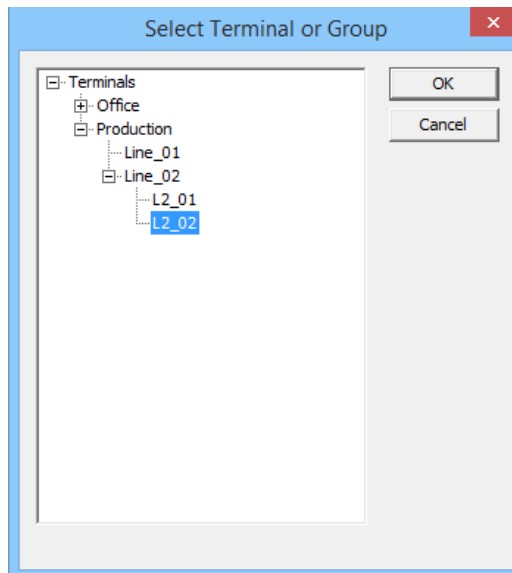 Select Terminal or Group
Terminals
Office
Production
Line_01
Line_02
L2_01
L2_02
OK
Cancel